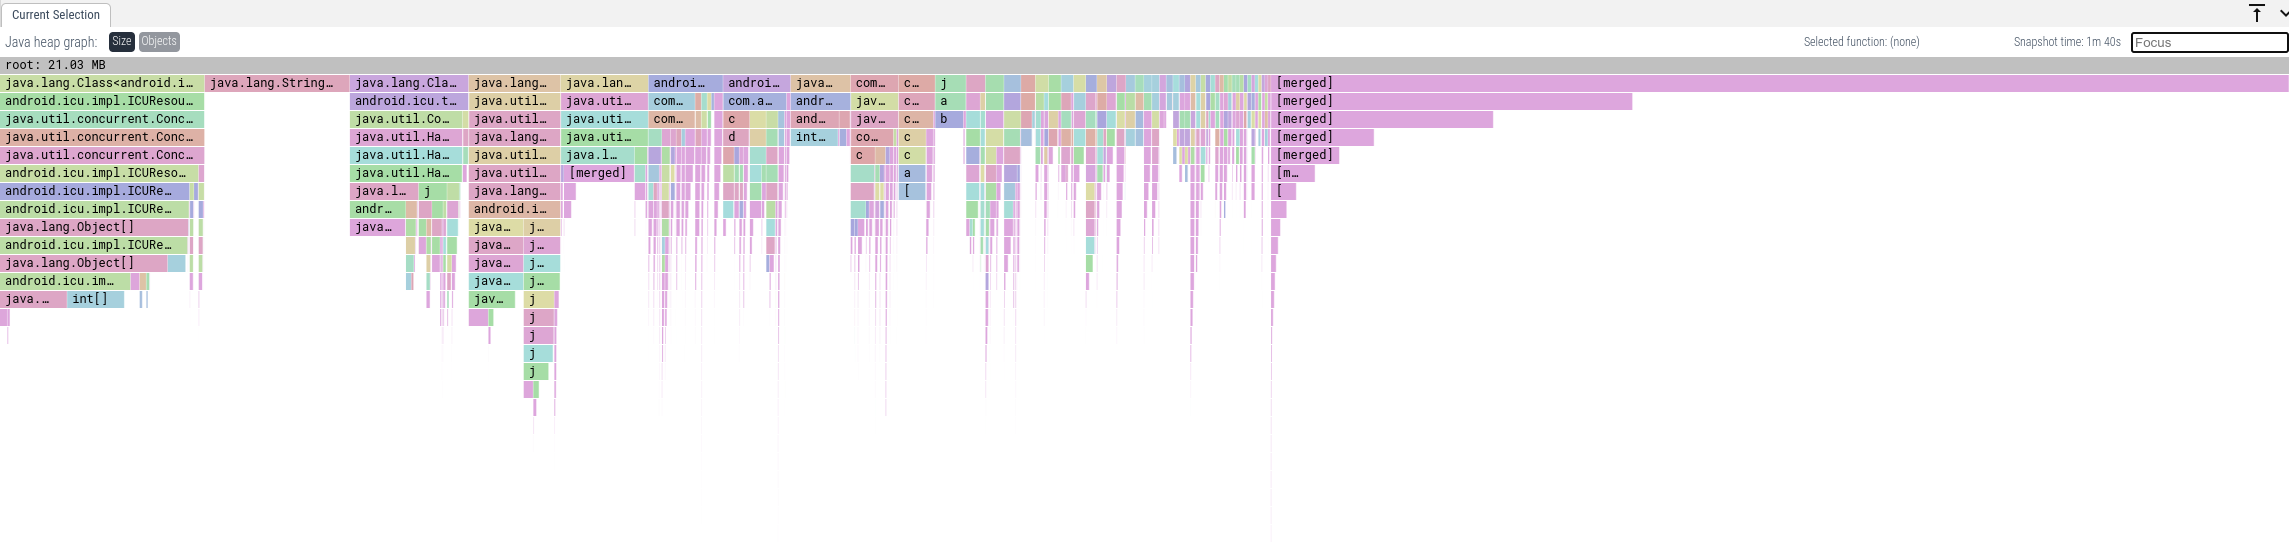 Current Selection
Java heap graph: Size Objects Selected function: (none) Snapshot time: 1m 40s Focus
root: 21.03 MB
java.lang.Class<android.i… java.lang.String… java.lang.Cla… java.lang… java.lan… androi… androi… java… com… c… j [merged]
android.icu.impl.ICUResou… android.icu.t… java.util… java.uti… com… com.a… andr… jav… c… a [merged]
java.util.concurrent.Conc… java.util.Co… java.util… java.uti… com… c and… jav… c… b [merged]
java.util.concurrent.Conc… java.util.Ha… java.lang… java.uti… d int… co… c [merged]
java.util.concurrent.Conc… java.util.Ha… java.util… java.l… c c [merged]
android.icu.impl.ICUReso… java.util.Ha… java.util… [merged] a [m…
android.icu.impl.ICURe… java.l… j java.lang… [ [
android.icu.impl.ICURe… andr… android.i…
java.lang.Object[] java… java… j…
android.icu.impl.ICURe… java… j…
java.lang.Object[] java… j…
android.icu.im… java… j…
java.… int[] jav… j
j
j
j
j